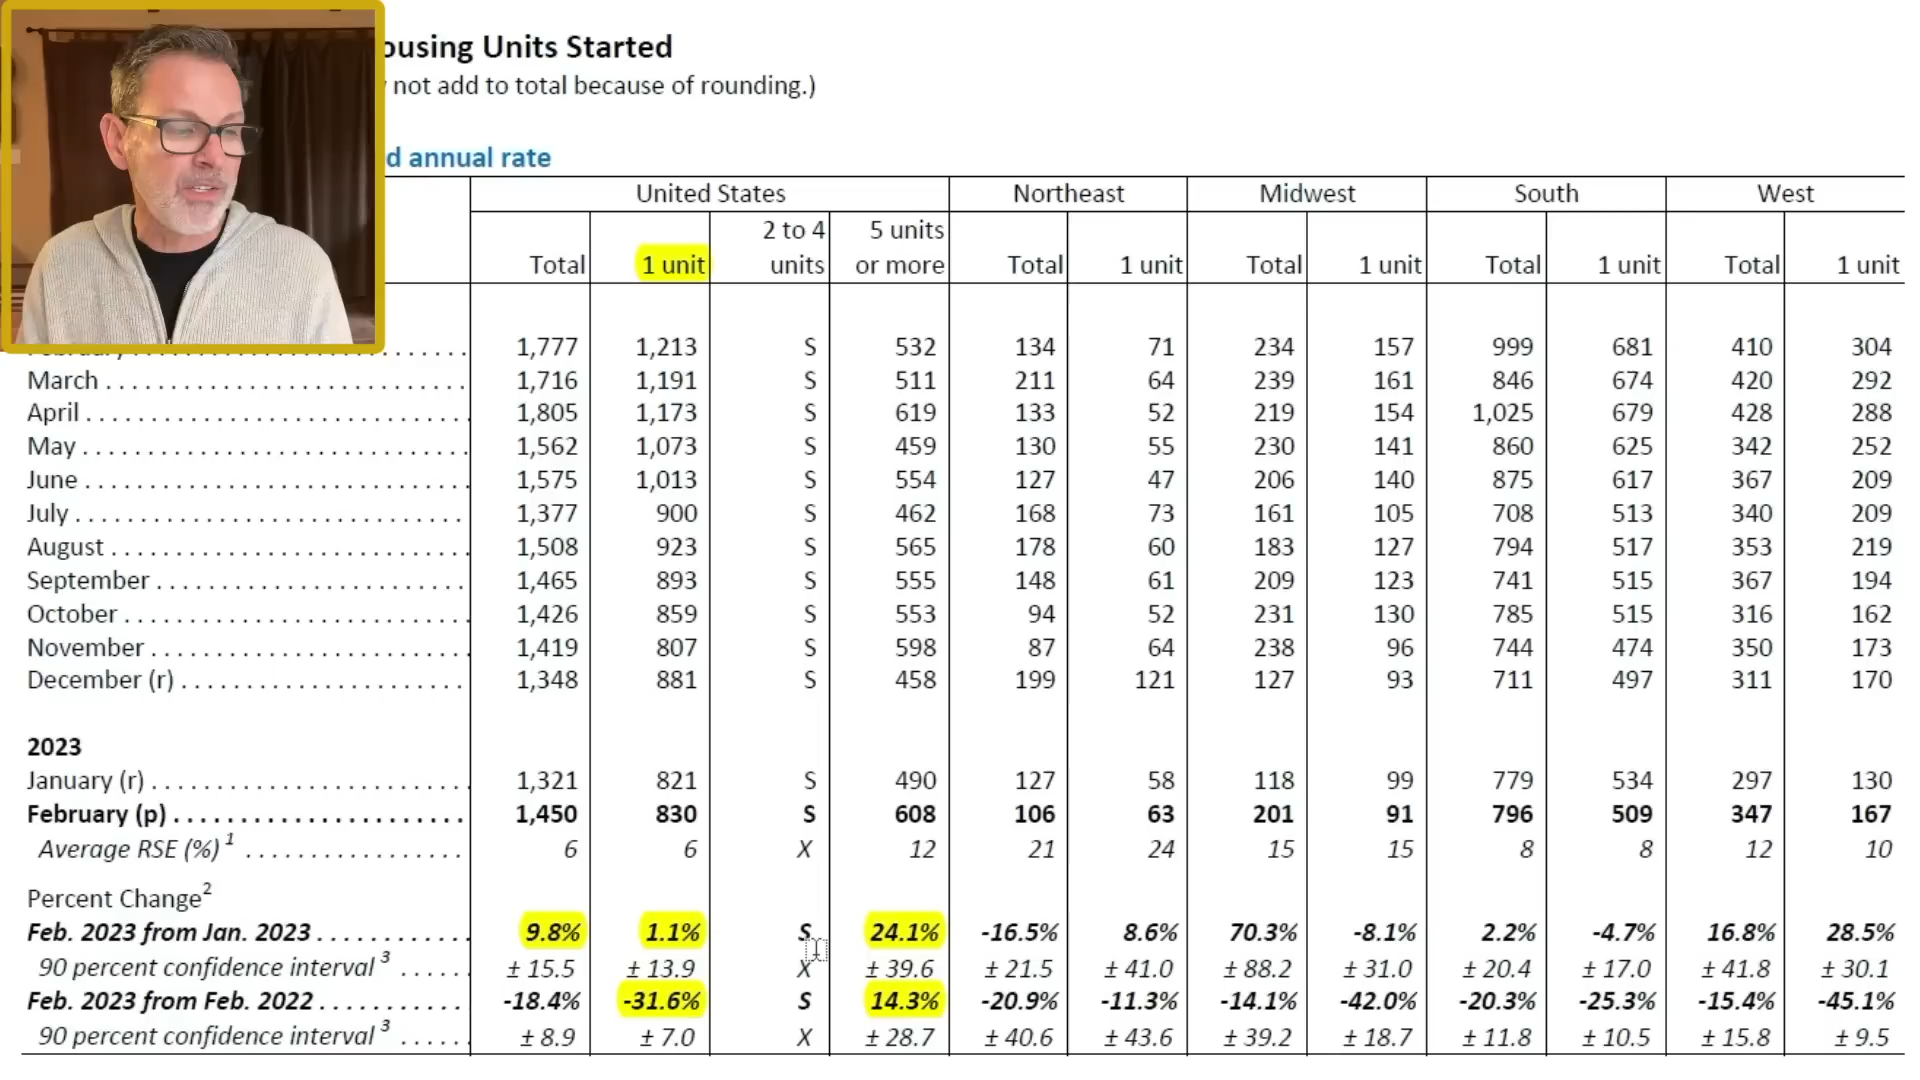 ousing Units Started
not add to total because of rounding.)
d annual rate
United States Northeast Midwest South West
2 to 4 5 units
Total 1 unit units or more Total 1 unit Total 1 unit Total 1 unit Total 1 unit
1,777 1,213 S 532 134 71 234 157 999 681 410 304
March 1,716 1,191 S 511 211 64 239 161 846 674 420 292
April 1,805 1,173 S 619 133 52 219 154 1,025 679 428 288
May 1,562 1,073 S 459 130 55 230 141 860 625 342 252
June 1,575 1,013 S 554 127 47 206 140 875 617 367 209
July 1,377 900 S 462 168 73 161 105 708 513 340 209
August 1,508 923 S 565 178 60 183 127 794 517 353 219
September 1,465 893 S 555 148 61 209 123 741 515 367 194
October 1,426 859 S 553 94 52 231 130 785 515 316 162
November 1,419 807 S 598 87 64 238 96 744 474 350 173
December (r) 1,348 881 S 458 199 121 127 93 711 497 311 170
2023
January (r) 1,321 821 S 490 127 58 118 99 779 534 297 130
February (p) 1,450 830 S 608 106 63 201 91 796 509 347 167
Average RSE (%) 1 6 6 X 12 21 24 15 15 8 8 12 10
Percent Change2
Feb. 2023 from Jan. 2023 9.8% 1.1% S 24.1% -16.5% 8.6% 70.3% -8.1% 2.2% -4.7% 16.8% 28.5%
90 percent confidence interval 3 ± 15.5 ± 13.9 X ± 39.6 ± 21.5 ± 41.0 ± 88.2 ± 31.0 ± 20.4 ± 17.0 ± 41.8 ± 30.1
Feb. 2023 from Feb. 2022 -18.4% -31.6% S 14.3% -20.9% -11.3% -14.1% -42.0% -20.3% -25.3% -15.4% -45.1%
90 percent confidence interval 3 ± 8.9 ± 7.0 X ± 28.7 ± 40.6 ± 43.6 ± 39.2 ± 18.7 ± 11.8 ± 10.5 ± 15.8 ± 9.5